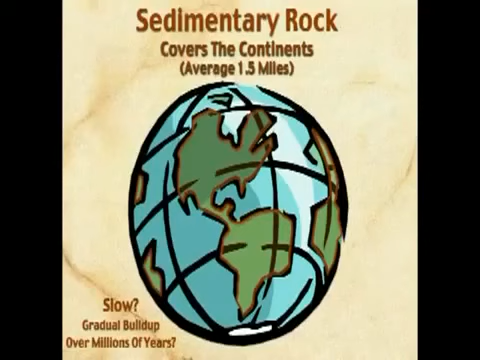 Sedimentary Rock
Covers The Continents
(Average 1.5 Miles)
Slow?
Gradual Buildup
Over Millions Of Years?